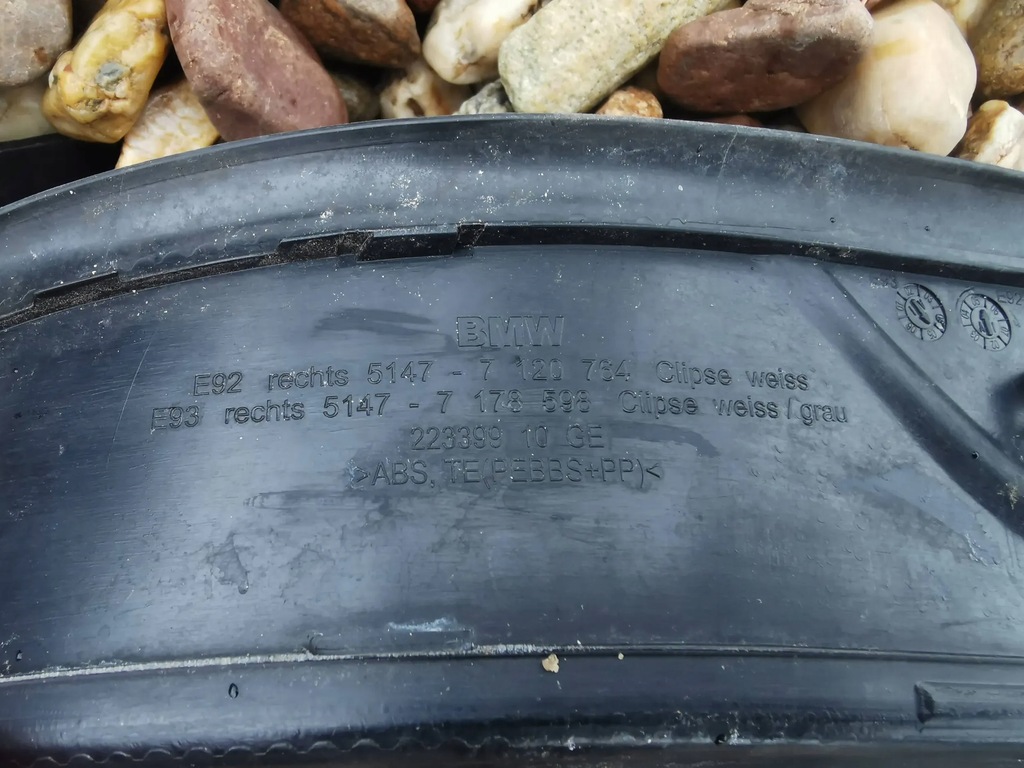 BMW
E92 rechts 5147 - 7 120 764 Clipse weiss
E93 rechts 5147 - 7 178 598 Clipse weiss / grau
223399 10 GE
>ABS, TE(PEBBS+PP)<
E92